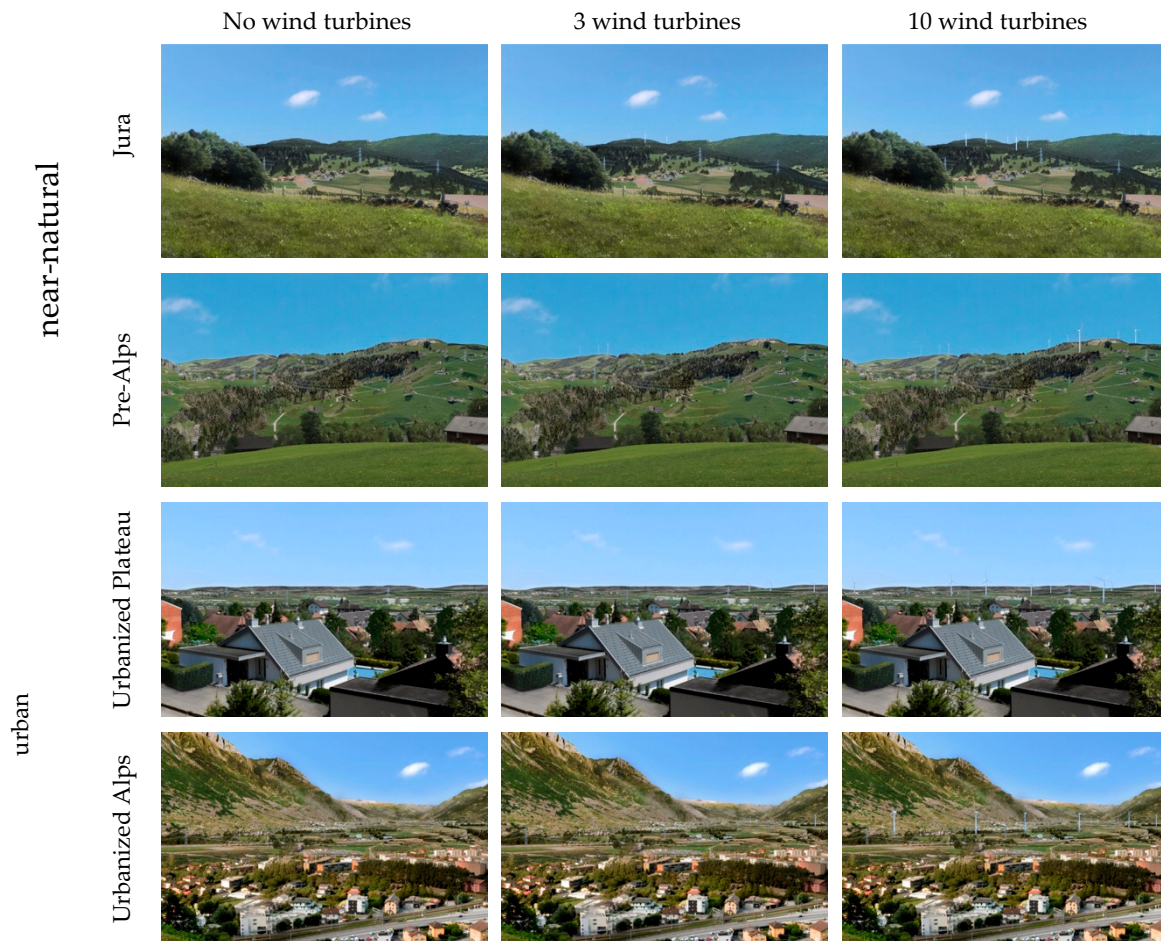 No wind turbines
3 wind turbines
10 wind turbines
near-natural
Jura
Pre-Alps
urban
Urbanized Plateau
Urbanized Alps